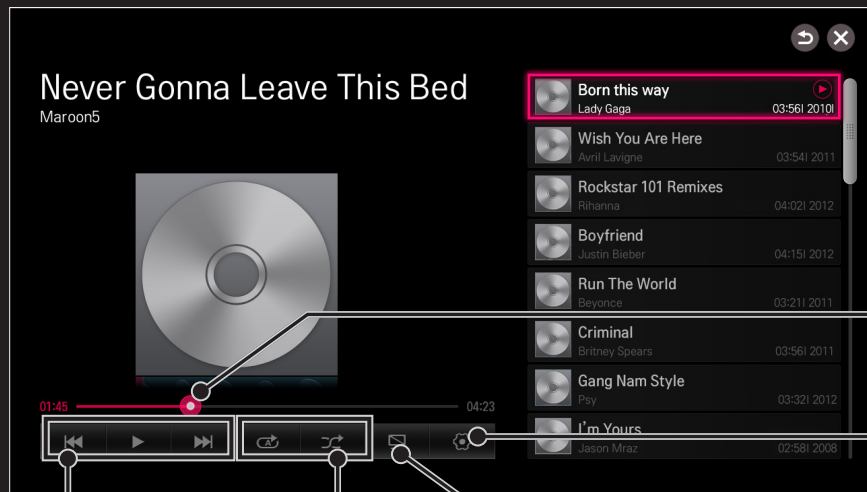 Never Gonna Leave This Bed
Maroon5
01:45
04:23
A
Born this way
Lady Gaga 03:56| 2010|
Wish You Are Here
Avril Lavigne 03:54| 2011
Rockstar 101 Remixes
Rihanna 04:02| 2012
Boyfriend
Justin Bieber 04:15| 2012
Run The World
Beyonce 03:21| 2011
Criminal
Britney Spears 03:56| 2011
Gang Nam Style
Psy 03:32| 2012
I'm Yours
Jason Mraz 02:58| 2008